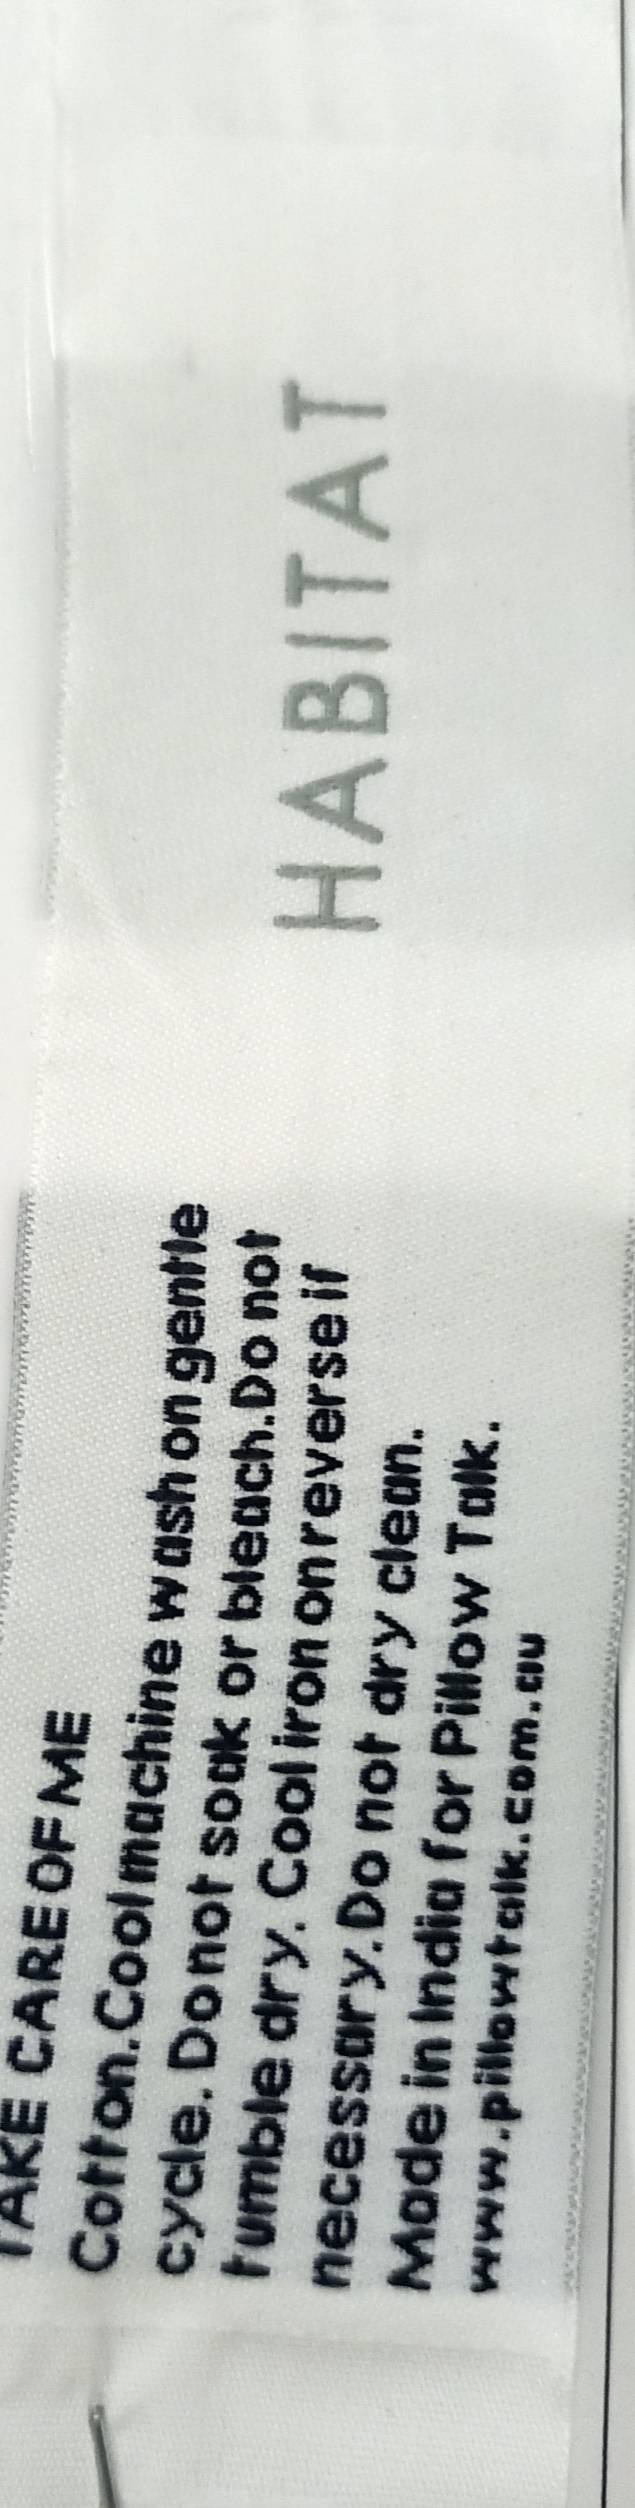 TAKE CARE OF ME
Cotton. Cool machine wash on gentle
cycle. Do not soak or bleach. Do not
tumble dry. Cool iron on reverse if
necessary. Do not dry clean.
Made in India for Pillow Talk.
www.pillowtalk.com.au
HABITAT